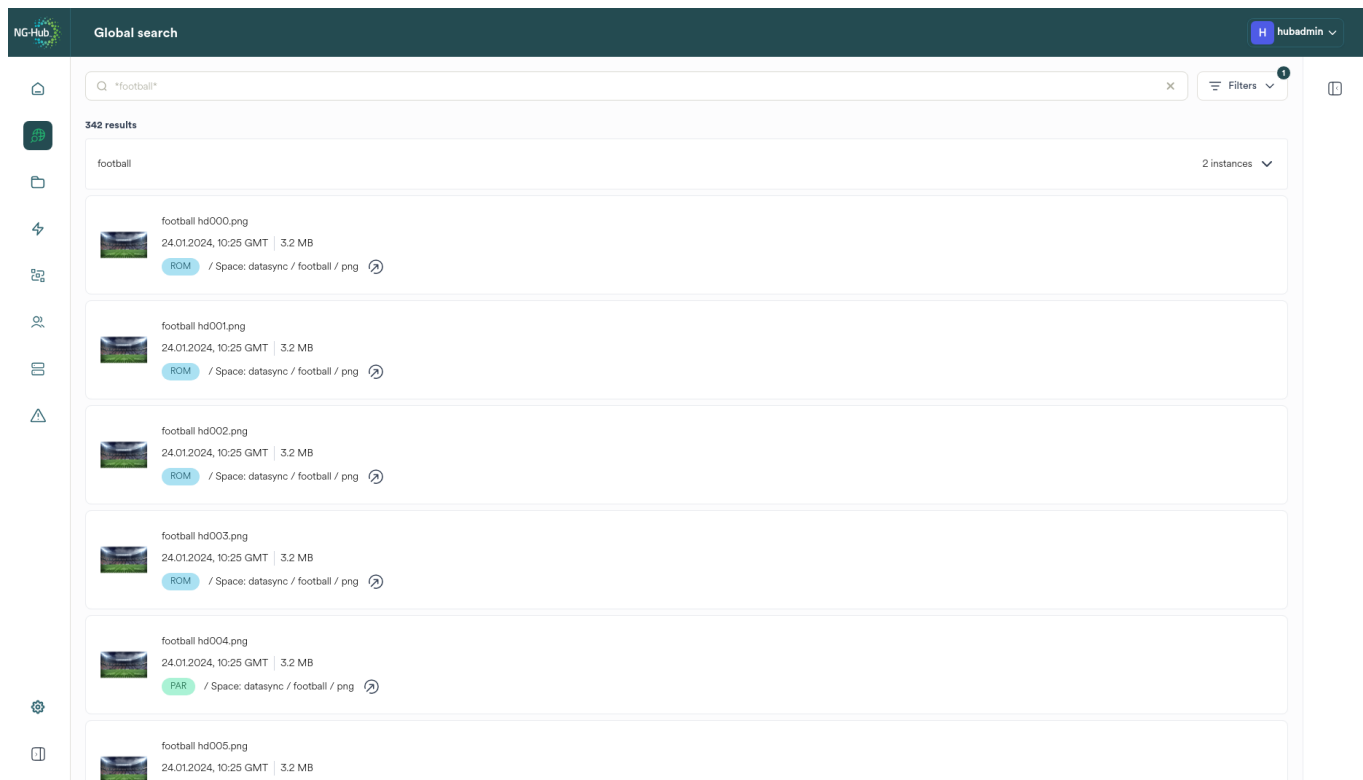 NG-Hub
Global search
H hubadmin
*football*
Filters
1
342 results
football
2 instances
football hd000.png
24.01.2024, 10:25 GMT 3.2 MB
ROM / Space: datasync / football / png
football hd001.png
24.01.2024, 10:25 GMT 3.2 MB
ROM / Space: datasync / football / png
football hd002.png
24.01.2024, 10:25 GMT 3.2 MB
ROM / Space: datasync / football / png
football hd003.png
24.01.2024, 10:25 GMT 3.2 MB
ROM / Space: datasync / football / png
football hd004.png
24.01.2024, 10:25 GMT 3.2 MB
PAR / Space: datasync / football / png
football hd005.png
24.01.2024, 10:25 GMT 3.2 MB